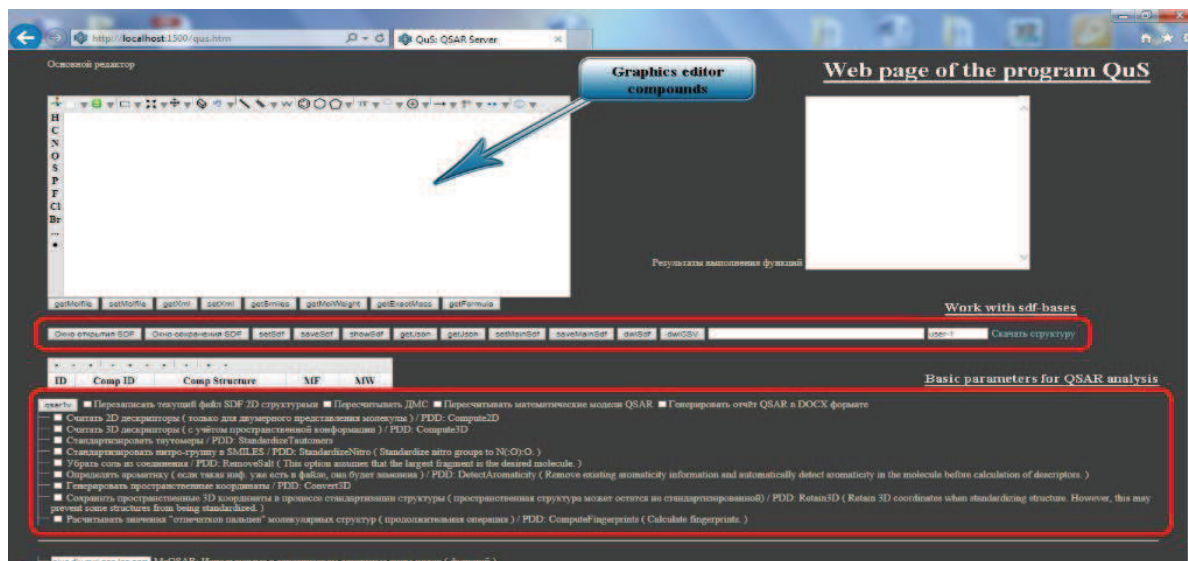 http://localhost:1500/qus.htm
QuS: QSAR Server
Основной редактор
Graphics editor
compounds
Web page of the program QuS
H
C
N
O
S
P
F
Cl
Br
...
Результаты выполнения функций
getMolfile setMolfile getXml setXml getSmiles getMolWeight getExactMass getFormula
Work with sdf-bases
Окно открытия SDF Окно сохранения SDF setSdf saveSdf showSdf getJson getJson setMainSdf saveMainSdf dwlSdf dwlCSV user-1 Скачать структуру
ID Comp ID Comp Structure MF MW
Basic parameters for QSAR analysis
qsar1v Перезаписать текущий файл SDF 2D структурами Пересчитывать ДМС Пересчитывать математические модели QSAR Генерировать отчёт QSAR в DOCX формате
Считать 2D дескрипторы ( только для двумерного представления молекулы ) / PDD: Compute2D
Считать 3D дескрипторы ( с учётом пространственной конформации ) / PDD: Compute3D
Стандартизировать таутомеры / PDD: StandardizeTautomers
Стандартизировать нитро-группу в SMILES / PDD: StandardizeNitro ( Standardize nitro groups to N(:O):O. )
Убрать соль из соединения / PDD: RemoveSalt ( This option assumes that the largest fragment is the desired molecule. )
Определять ароматику ( если такая инф. уже есть в файле, она будет заменена ) / PDD: DetectAromaticity ( Remove existing aromaticity information and automatically detect aromaticity in the molecule before calculation of descriptors. )
Генерировать пространственные координаты / PDD: Convert3D
Сохранить пространственные 3D координаты в процессе стандартизации структуры ( пространственная структура может остатся не стандартизированной) / PDD: Retain3D ( Retain 3D coordinates when standardizing structure. However, this may
prevent some structures from being standardized. )
Расчитывать значения "отпечатков пальцев" молекулярных структур ( продолжительная операция ) / PDD: ComputeFingerprints ( Calculate fingerprints. )